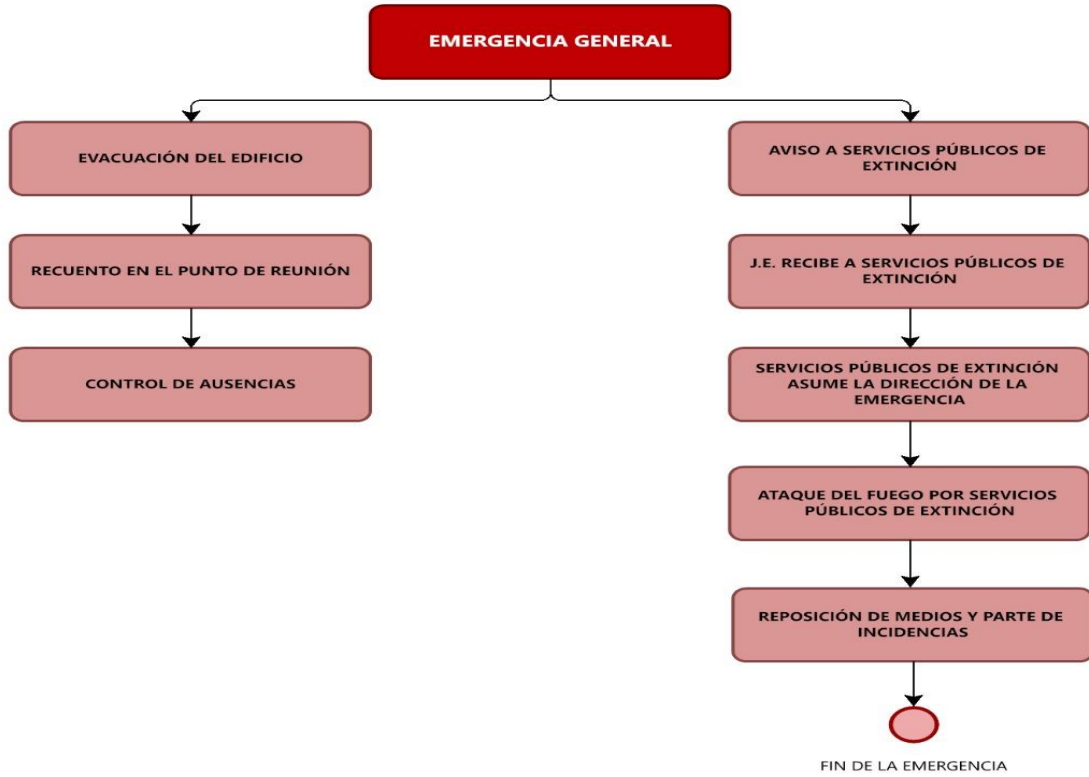 EMERGENCIA GENERAL
EVACUACIÓN DEL EDIFICIO
RECUENTO EN EL PUNTO DE REUNIÓN
CONTROL DE AUSENCIAS
AVISO A SERVICIOS PÚBLICOS DE
EXTINCIÓN
J.E. RECIBE A SERVICIOS PÚBLICOS DE
EXTINCIÓN
SERVICIOS PÚBLICOS DE EXTINCIÓN
ASUME LA DIRECCIÓN DE LA
EMERGENCIA
ATAQUE DEL FUEGO POR SERVICIOS
PÚBLICOS DE EXTINCIÓN
REPOSICIÓN DE MEDIOS Y PARTE DE
INCIDENCIAS
FIN DE LA EMERGENCIA